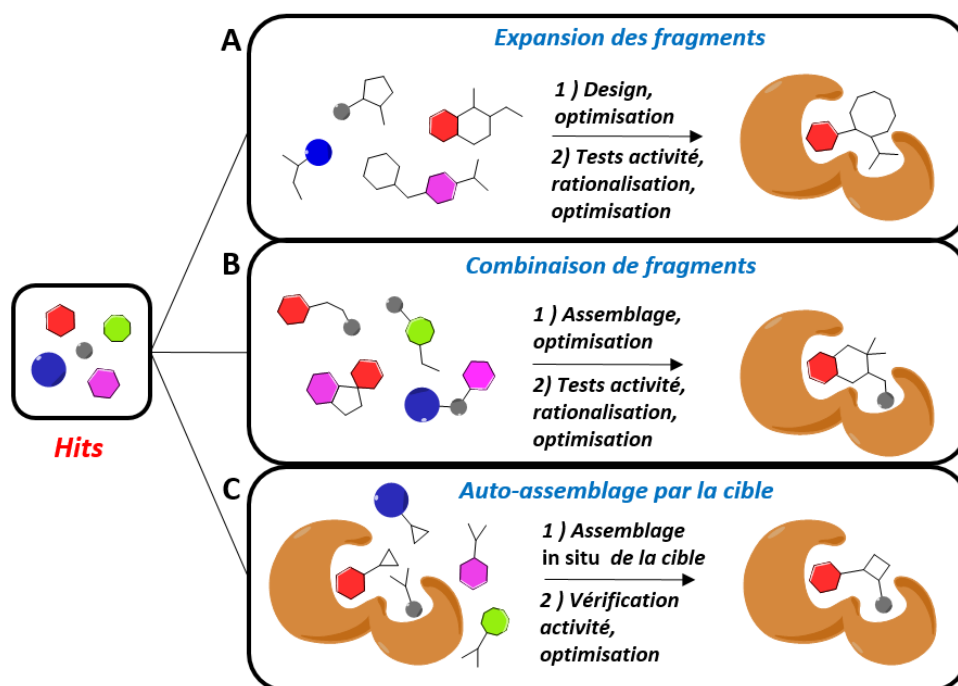 A
Expansion des fragments
1 ) Design,
optimisation
2) Tests activité,
rationalisation,
optimisation
B
Combinaison de fragments
1 ) Assemblage,
optimisation
2) Tests activité,
rationalisation,
optimisation
Hits
C
Auto-assemblage par la cible
1 ) Assemblage
in situ de la cible
2 ) Vérification
activité,
optimisation